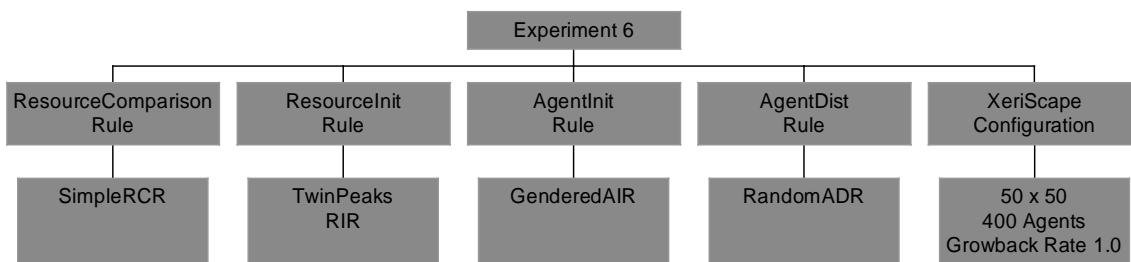 Experiment 6
ResourceComparison
Rule
ResourceInit
Rule
AgentInit
Rule
AgentDist
Rule
XeriScape
Configuration
SimpleRCR
TwinPeaks
RIR
GenderedAIR
RandomADR
50 x 50
400 Agents
Growback Rate 1.0